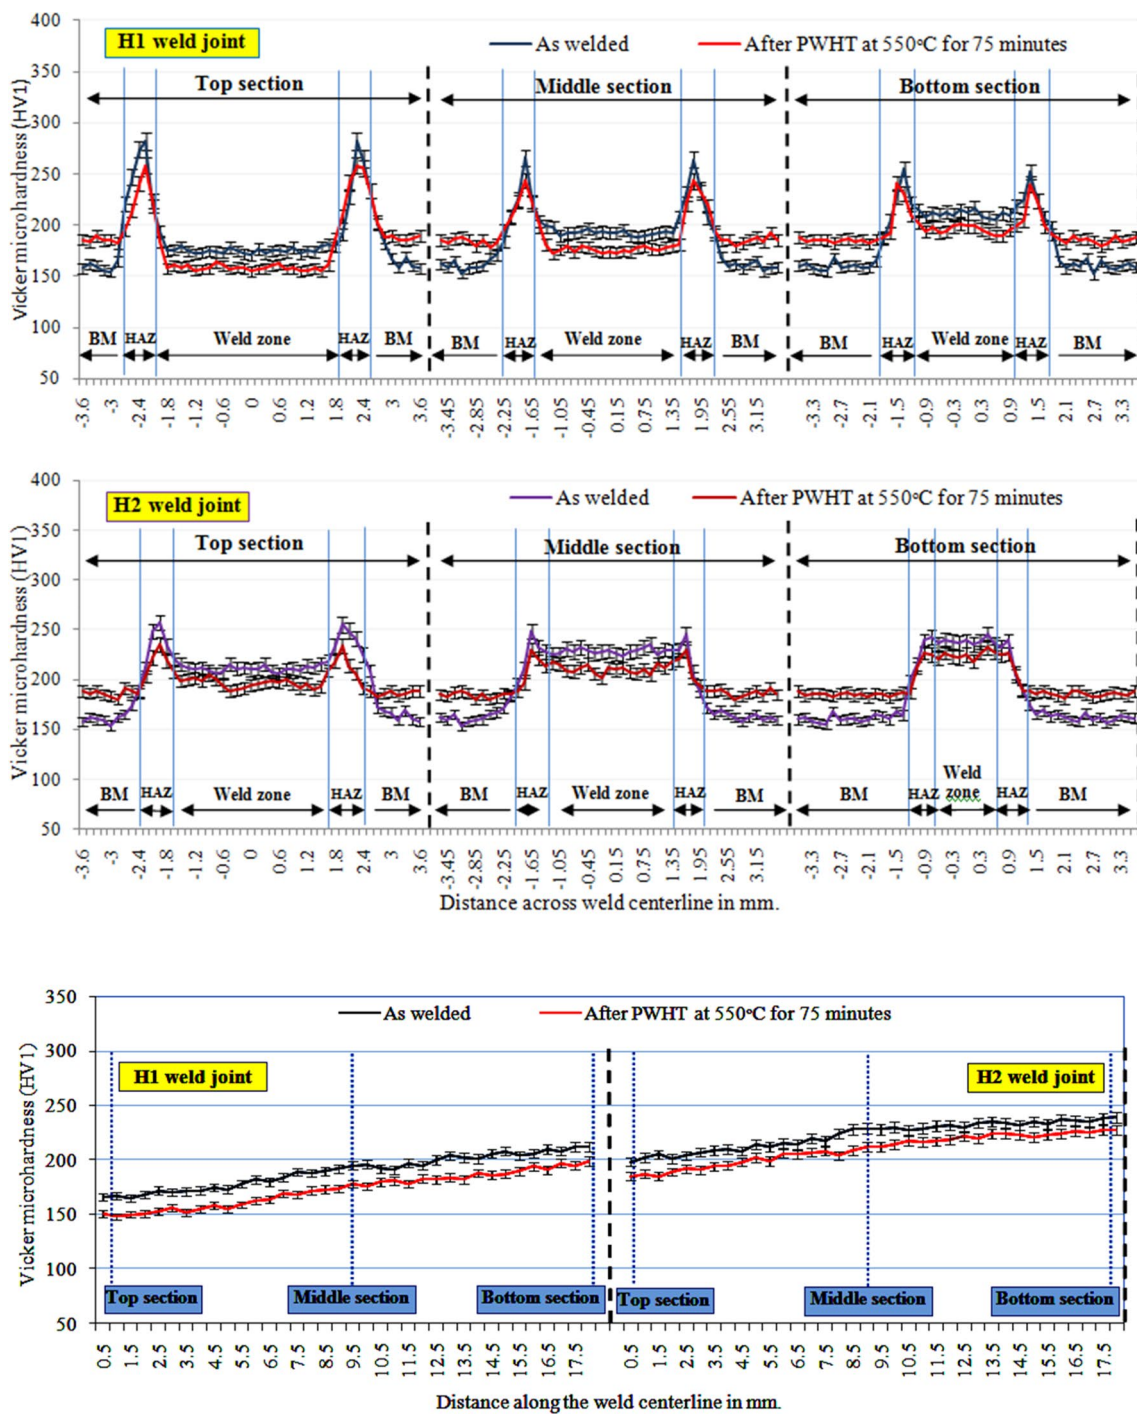 H1 weld joint
As welded
After PWHT at 550°C for 75 minutes
Top section
Middle section
Bottom section
Vicker microhardness (HV1)
400
350
300
250
200
150
100
50
BM HAZ Weld zone HAZ BM BM HAZ Weld zone HAZ BM BM HAZ Weld zone HAZ BM
-3.6 -3 -2.4 -1.8 0 0.6 1.2 1.8 2.4 3 3.6 -3.45 -2.85 -2.25 -1.65 -1.05 -0.45 0.15 0.75 1.35 1.95 2.55 3.15 -3.3 -2.7 -2.1 -1.5 -0.9 -0.3 0.3 0.9 1.5 2.1 2.7 3.3
H2 weld joint
As welded
After PWHT at 550°C for 75 minutes
Top section
Middle section
Bottom section
Vicker microhardness (HV1)
400
350
300
250
200
150
100
50
BM HAZ Weld zone HAZ BM BM HAZ Weld zone HAZ BM BM HAZ Weld zone HAZ BM
-3.6 -3 -2.4 -1.8 0 0.6 1.2 1.8 2.4 3 3.6 -3.45 -2.85 -2.25 -1.65 -1.05 -0.45 0.15 0.75 1.35 1.95 2.55 3.15 -3.3 -2.7 -2.1 -1.5 -0.9 -0.3 0.3 0.9 1.5 2.1 2.7 3.3
Distance across weld centerline in mm.
As welded
After PWHT at 550°C for 75 minutes
H1 weld joint
H2 weld joint
Vicker microhardness (HV1)
350
300
250
200
150
100
50
Top section
Middle section
Bottom section
Top section
Middle section
Bottom section
0.5 1.5 2.5 3.5 4.5 5.5 6.5 7.5 8.5 9.5 10.5 11.5 12.5 13.5 14.5 15.5 16.5 17.5 0.5 1.5 2.5 3.5 4.5 5.5 6.5 7.5 8.5 9.5 10.5 11.5 12.5 13.5 14.5 15.5 16.5 17.5
Distance along the weld centerline in mm.